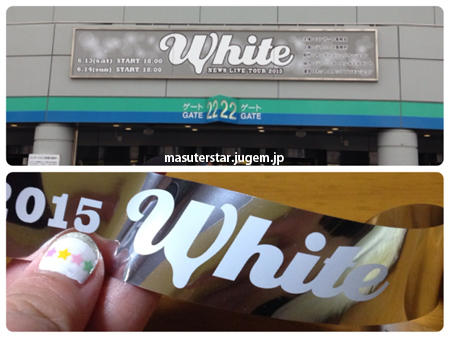 White
6.13(sat) START 18:00
6.14(sun) START 16:00
NEWS LIVE TOUR 2015
ゲート 22 22 ゲート
GATE GATE
masuterstar.jugem.jp
2015 White